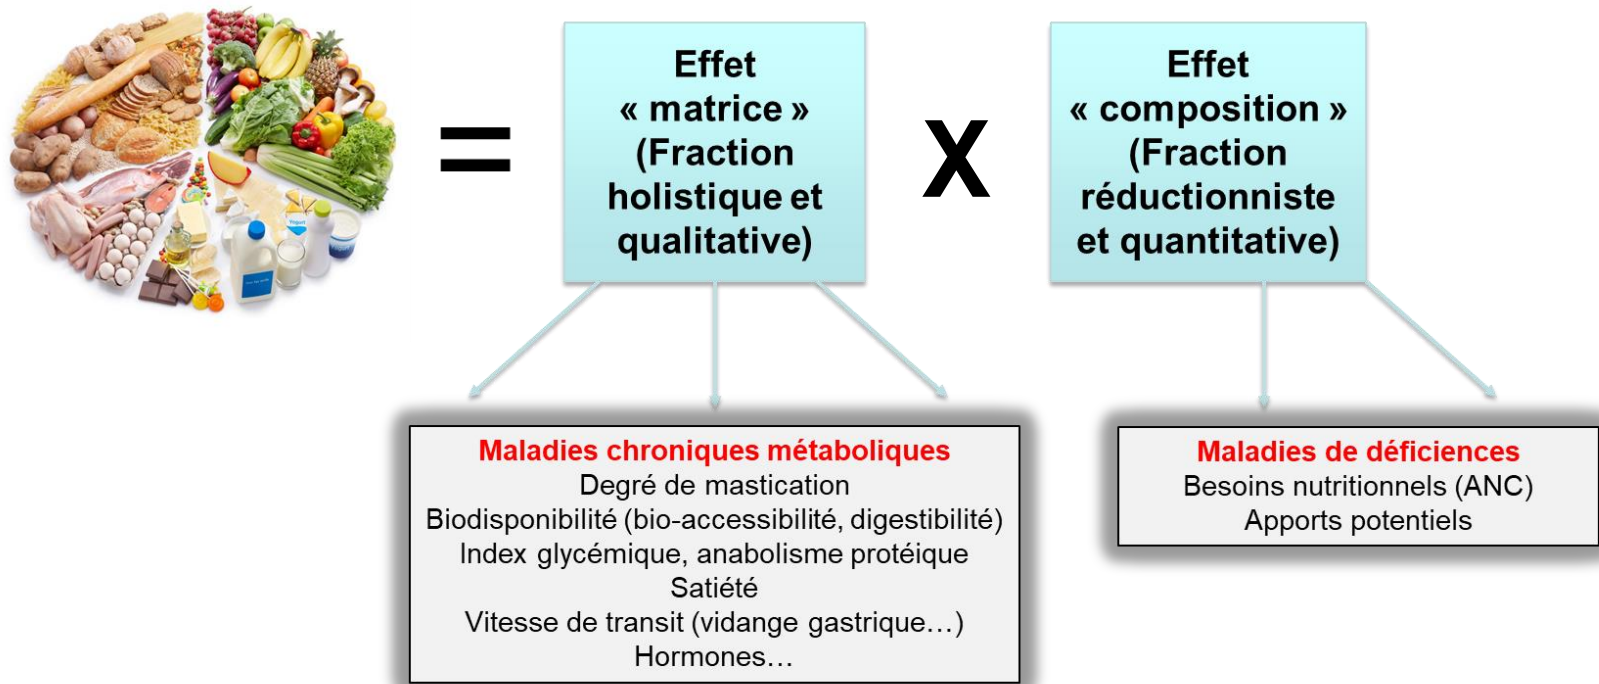 =
Effet
« matrice »
(Fraction
holistique et
qualitative)
X
Effet
« composition »
(Fraction
réductionniste
et quantitative)
Maladies chroniques métaboliques
Degré de mastication
Biodisponibilité (bio-accessibilité, digestibilité)
Index glycémique, anabolisme protéique
Satiété
Vitesse de transit (vidange gastrique…)
Hormones…
Maladies de déficiences
Besoins nutritionnels (ANC)
Apports potentiels